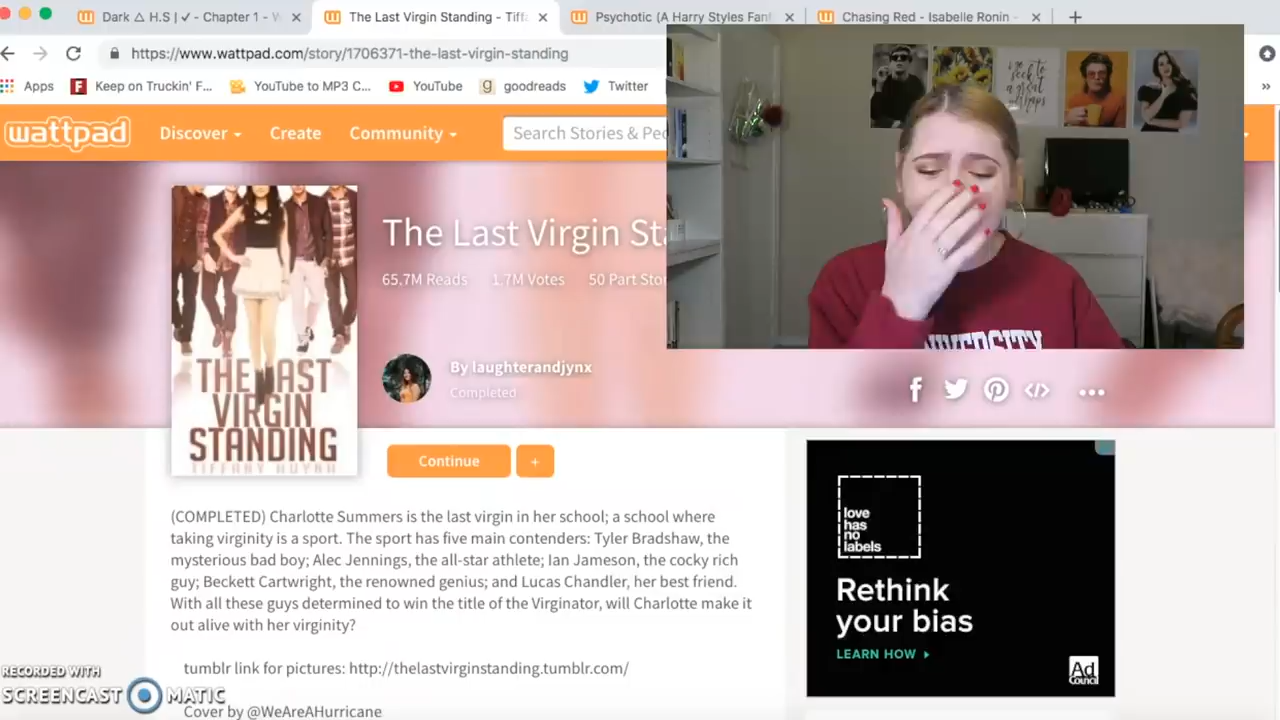 Dark △ H.S | ✓ - Chapter 1 - W
The Last Virgin Standing - Tiff
Psychotic (A Harry Styles Fan
Chasing Red - Isabelle Ronin -
https://www.wattpad.com/story/1706371-the-last-virgin-standing
Apps
Keep on Truckin' F...
YouTube to MP3 C...
YouTube
goodreads
Twitter
wattpad
Discover
Create
Community
Search Stories & Peo
The Last Virgin Sta
65.7M Reads
1.7M Votes
50 Part Stor
By laughterandjynx
Completed
THE LAST
VIRGIN
STANDING
TIFFANY HUYNH
UNIVERSITY
Continue
+
(COMPLETED) Charlotte Summers is the last virgin in her school; a school where
taking virginity is a sport. The sport has five main contenders: Tyler Bradshaw, the
mysterious bad boy; Alec Jennings, the all-star athlete; Ian Jameson, the cocky rich
guy; Beckett Cartwright, the renowned genius; and Lucas Chandler, her best friend.
With all these guys determined to win the title of the Virginator, will Charlotte make it
out alive with her virginity?
tumblr link for pictures: http://thelastvirginstanding.tumblr.com/
Cover by @WeAreAHurricane
love
has
no
labels
Rethink
your bias
LEARN HOW
Ad
Council
RECORDED WITH
SCREENCAST MATIC